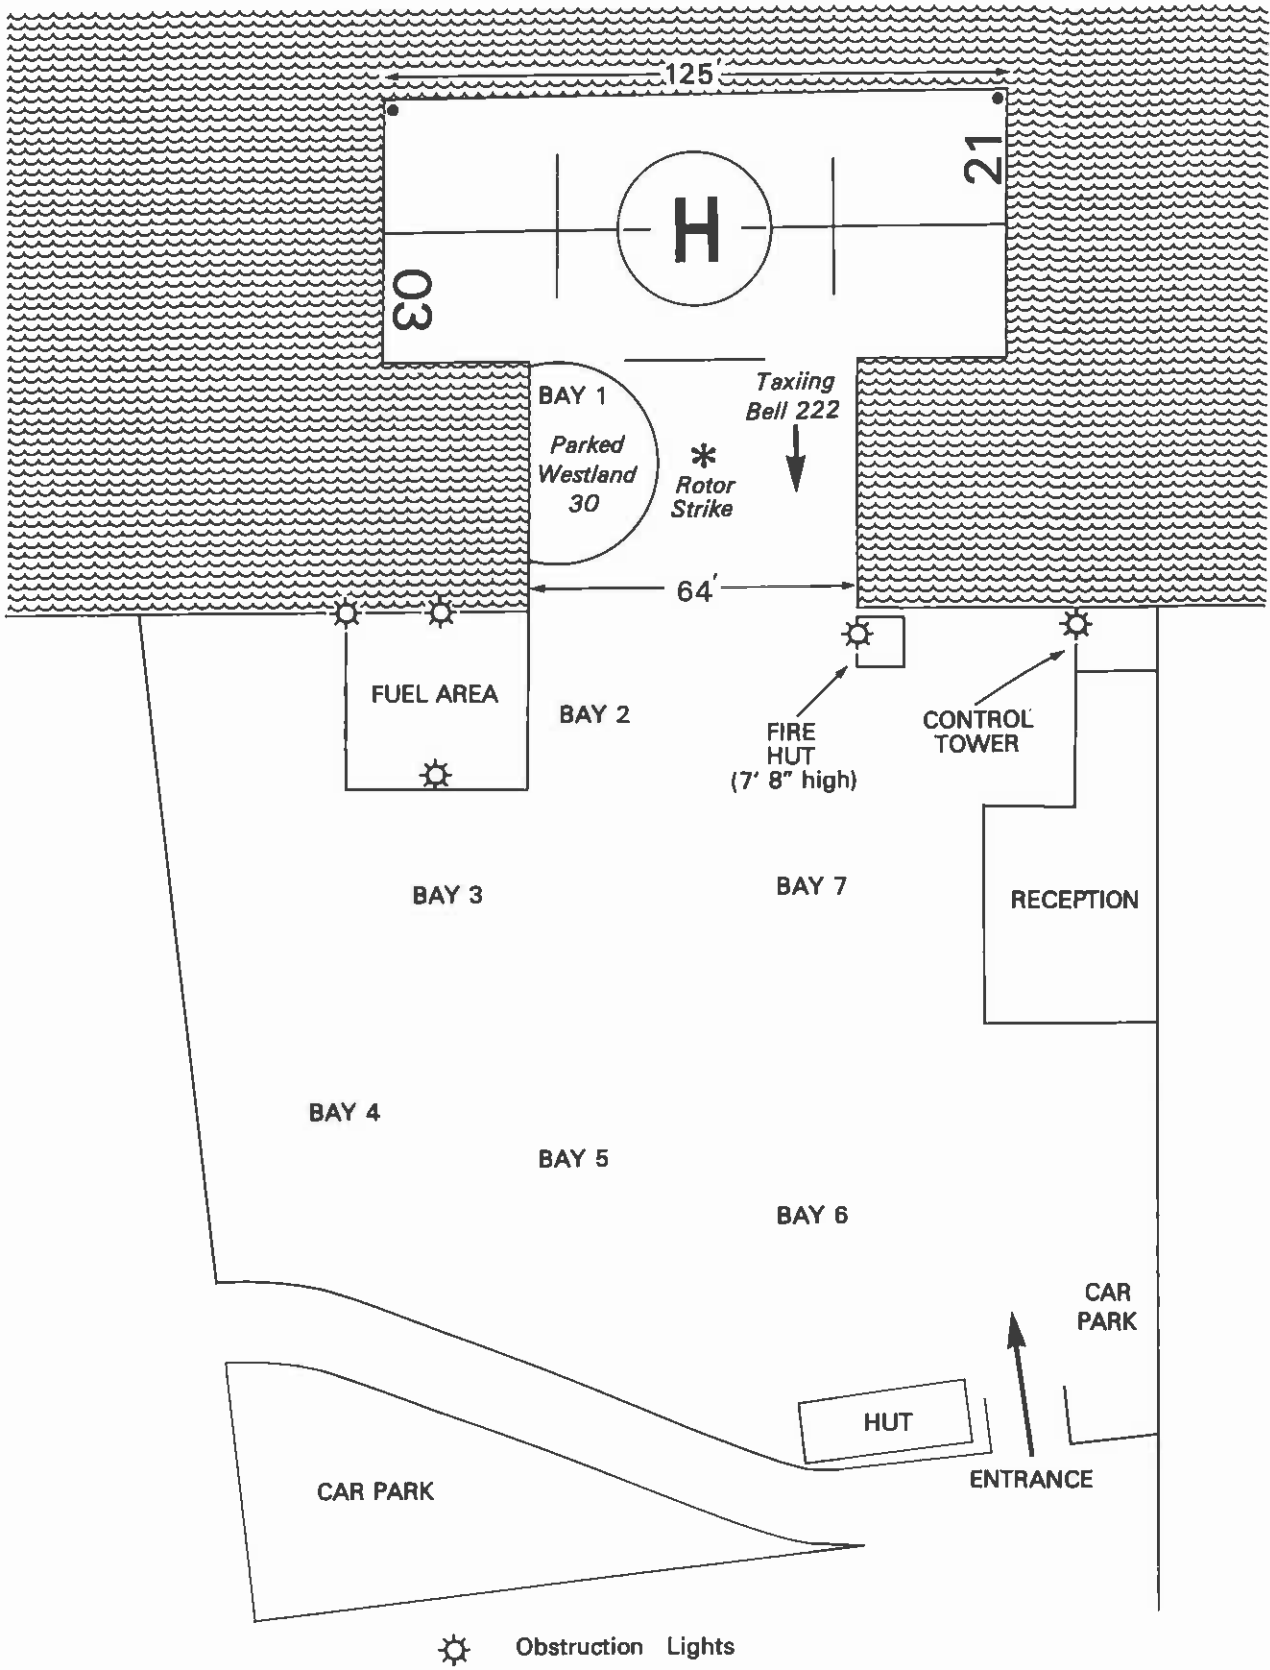 125'
21
H
03
BAY 1
Parked
Westland
30
Taxiing
Bell 222
*
Rotor
Strike
64'
FUEL AREA
BAY 2
FIRE
HUT
(7' 8" high)
CONTROL
TOWER
BAY 3
BAY 7
RECEPTION
BAY 4
BAY 5
BAY 6
CAR
PARK
HUT
ENTRANCE
CAR PARK
Obstruction Lights